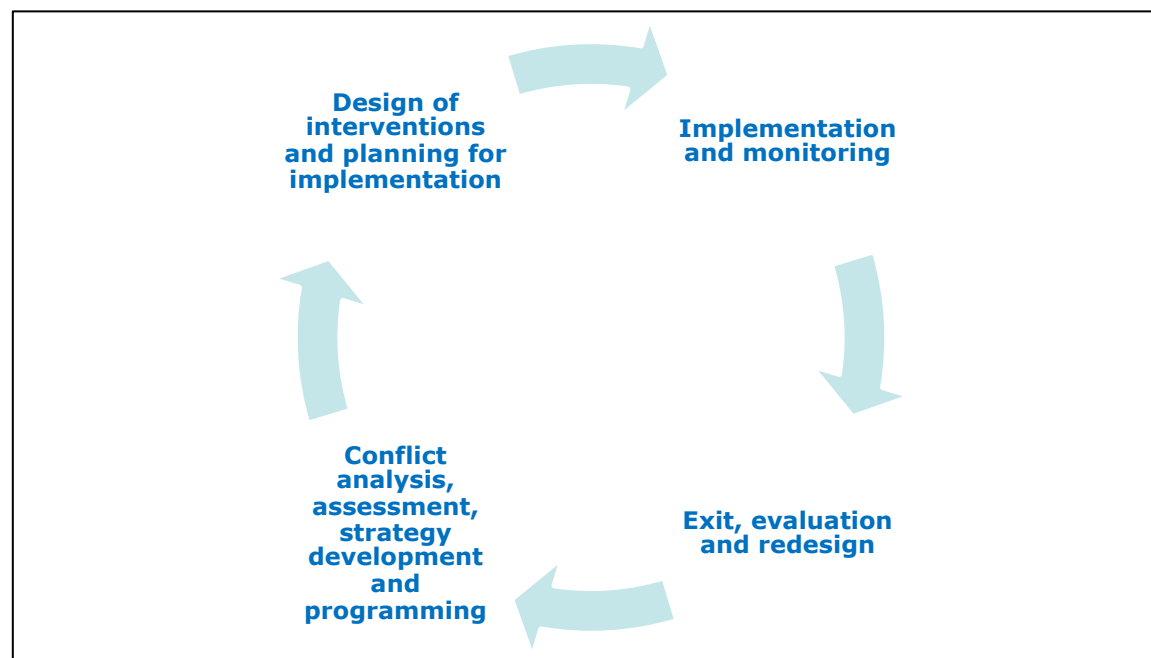 Design of
interventions
and planning for
implementation
Implementation
and monitoring
Exit, evaluation
and redesign
Conflict
analysis,
assessment,
strategy
development
and
programming